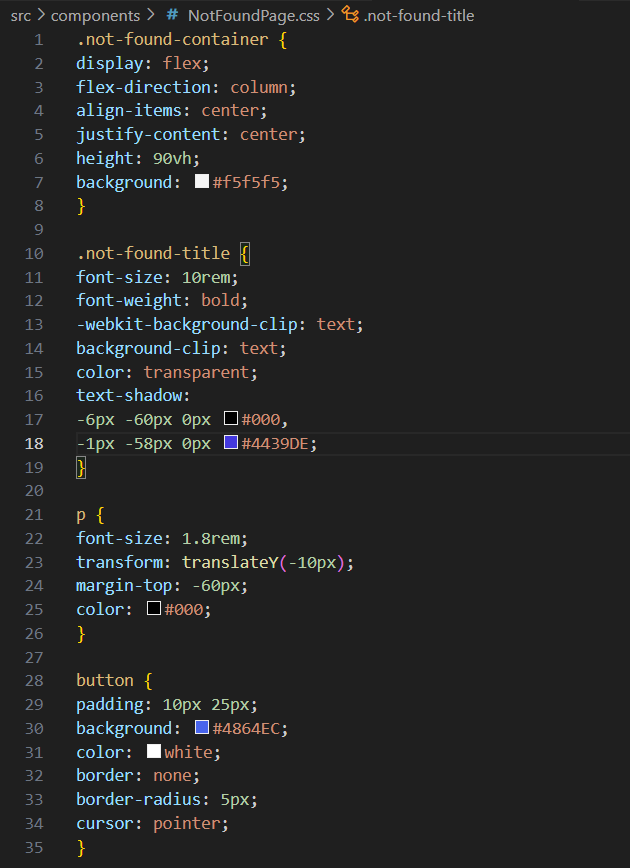 src > components > # NotFoundPage.css > .not-found-title
1 .not-found-container {
2 display: flex;
3 flex-direction: column;
4 align-items: center;
5 justify-content: center;
6 height: 90vh;
7 background: #f5f5f5;
8 }
9
10 .not-found-title {
11 font-size: 10rem;
12 font-weight: bold;
13 -webkit-background-clip: text;
14 background-clip: text;
15 color: transparent;
16 text-shadow:
17 -6px -60px 0px #000,
18 -1px -58px 0px #4439DE;
19 }
20
21 p {
22 font-size: 1.8rem;
23 transform: translateY(-10px);
24 margin-top: -60px;
25 color: #000;
26 }
27
28 button {
29 padding: 10px 25px;
30 background: #4864EC;
31 color: white;
32 border: none;
33 border-radius: 5px;
34 cursor: pointer;
35 }